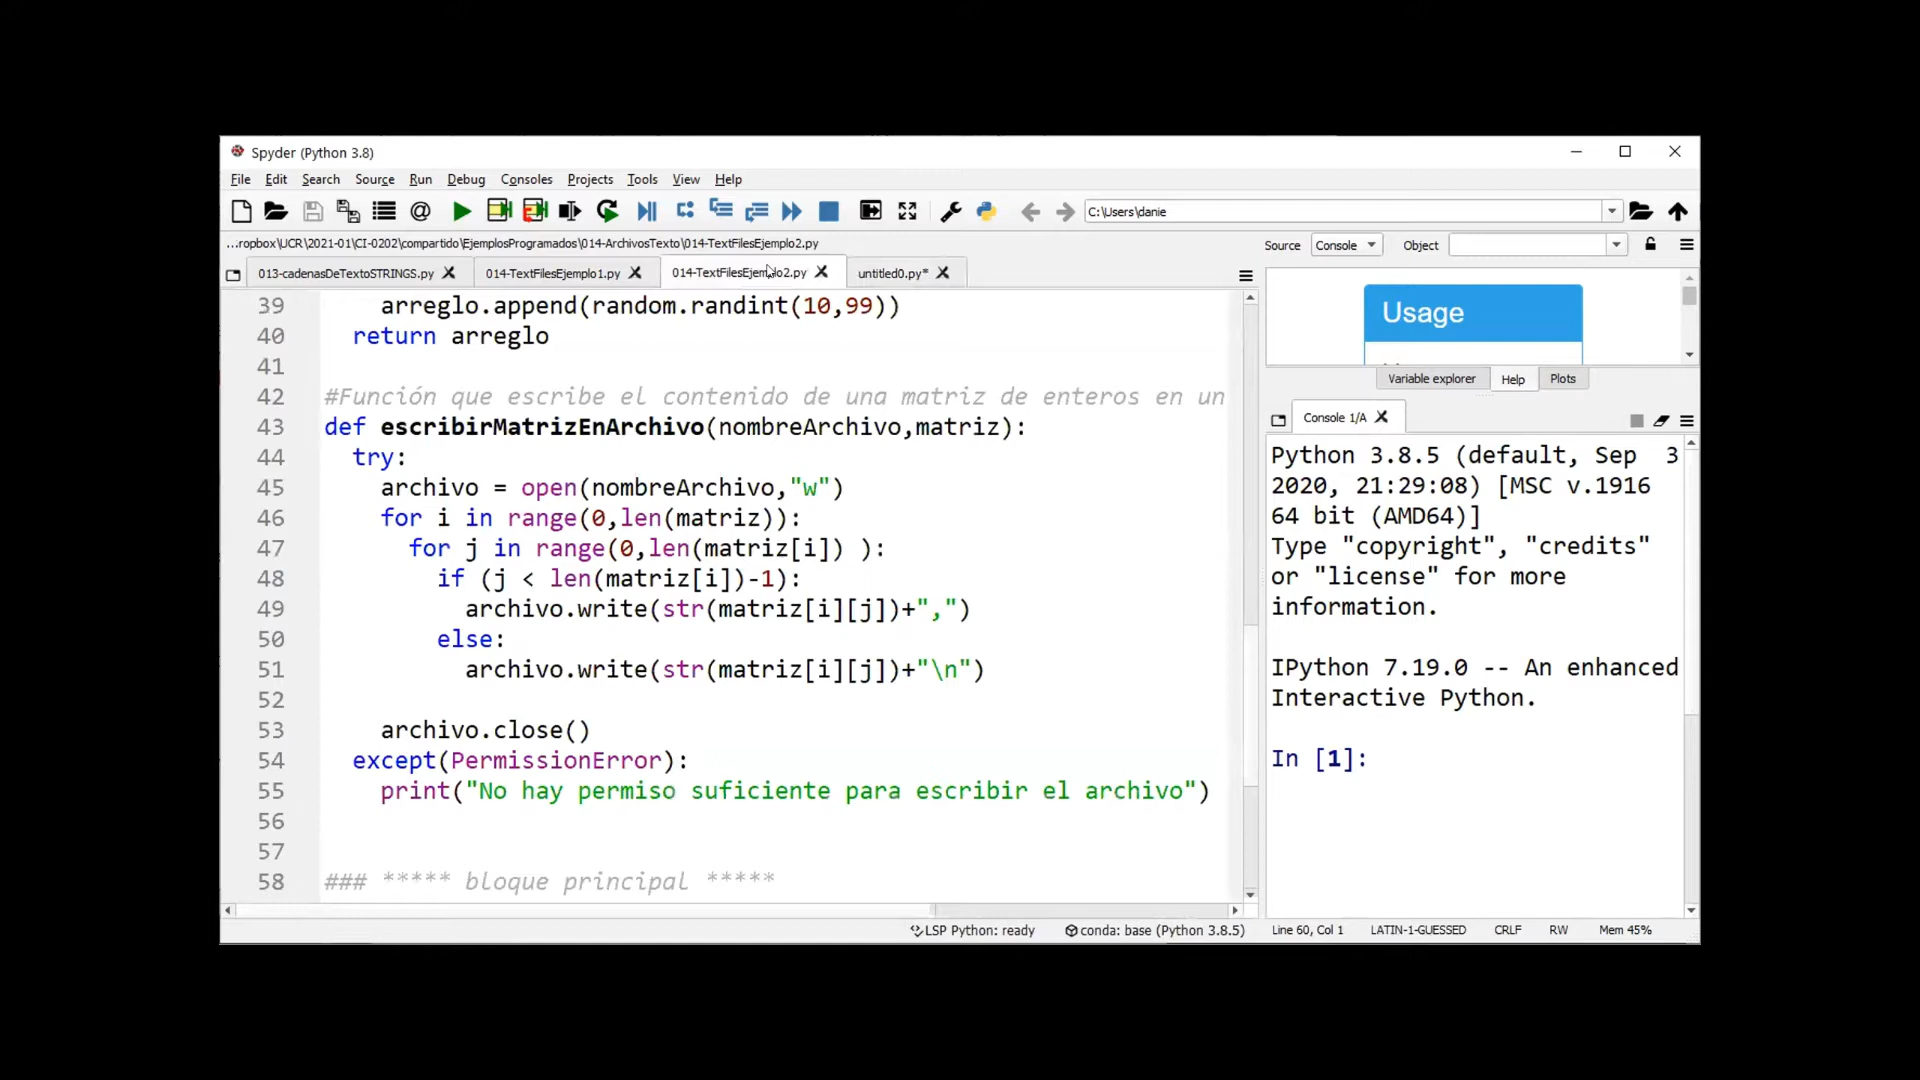 Spyder (Python 3.8)
File Edit Search Source Run Debug Consoles Projects Tools View Help
C:\Users\danie
...ropbox\UCR\2021-01\CI-0202\compartido\EjemplosProgramados\014-ArchivosTexto\014-TextFilesEjemplo2.py
013-cadenasDeTextoSTRINGS.py 014-TextFilesEjemplo1.py 014-TextFilesEjemplo2.py untitled0.py*
39 arreglo.append(random.randint(10,99))
40 return arreglo
41
42 #Función que escribe el contenido de una matriz de enteros en un
43 def escribirMatrizEnArchivo(nombreArchivo,matriz):
44 try:
45 archivo = open(nombreArchivo,"w")
46 for i in range(0,len(matriz)):
47 for j in range(0,len(matriz[i]) ):
48 if (j < len(matriz[i])-1):
49 archivo.write(str(matriz[i][j])+",")
50 else:
51 archivo.write(str(matriz[i][j])+"\n")
52
53 archivo.close()
54 except(PermissionError):
55 print("No hay permiso suficiente para escribir el archivo")
56
57
58 ### ***** bloque principal *****
Source Console Object
Usage
Variable explorer Help Plots
Console 1/A
Python 3.8.5 (default, Sep 3
2020, 21:29:08) [MSC v.1916
64 bit (AMD64)]
Type "copyright", "credits"
or "license" for more
information.
IPython 7.19.0 -- An enhanced
Interactive Python.
In [1]:
LSP Python: ready conda: base (Python 3.8.5) Line 60, Col 1 LATIN-1-GUESSED CRLF RW Mem 45%